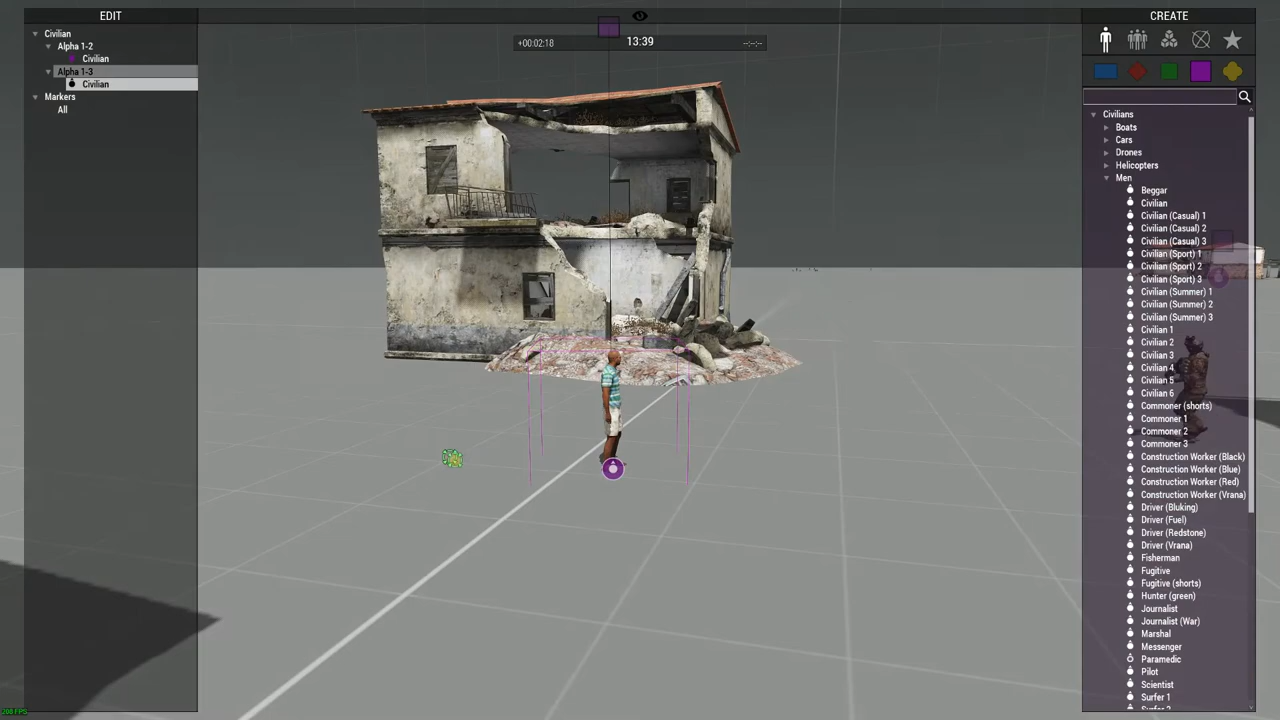 EDIT
Civilian
Alpha 1-2
Civilian
Alpha 1-3
Civilian
Markers
All
+00:02:18
13:39
--:--:--
CREATE
Civilians
Boats
Cars
Drones
Helicopters
Men
Beggar
Civilian
Civilian (Casual) 1
Civilian (Casual) 2
Civilian (Casual) 3
Civilian (Sport) 1
Civilian (Sport) 2
Civilian (Sport) 3
Civilian (Summer) 1
Civilian (Summer) 2
Civilian (Summer) 3
Civilian 1
Civilian 2
Civilian 3
Civilian 4
Civilian 5
Civilian 6
Commoner (shorts)
Commoner 1
Commoner 2
Commoner 3
Construction Worker (Black)
Construction Worker (Blue)
Construction Worker (Red)
Construction Worker (Vrana)
Driver (Bluking)
Driver (Fuel)
Driver (Redstone)
Driver (Vrana)
Fisherman
Fugitive
Fugitive (shorts)
Hunter (green)
Journalist
Journalist (War)
Marshal
Messenger
Paramedic
Pilot
Scientist
Surfer 1
Surfer 2
208 FPS